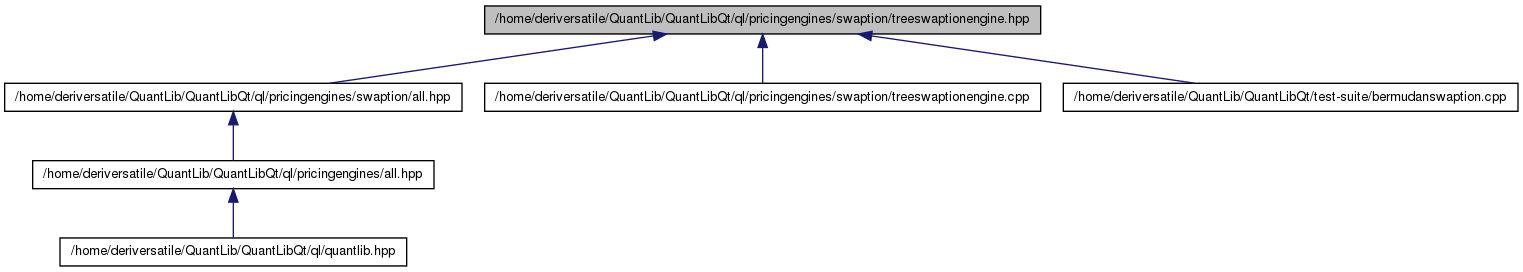 /home/deriversatile/QuantLib/QuantLibQt/ql/pricingengines/swaption/treeswaptionengine.hpp
/home/deriversatile/QuantLib/QuantLibQt/ql/pricingengines/swaption/all.hpp
/home/deriversatile/QuantLib/QuantLibQt/ql/pricingengines/swaption/treeswaptionengine.cpp
/home/deriversatile/QuantLib/QuantLibQt/test-suite/bermudanswaption.cpp
/home/deriversatile/QuantLib/QuantLibQt/ql/pricingengines/all.hpp
/home/deriversatile/QuantLib/QuantLibQt/ql/quantlib.hpp